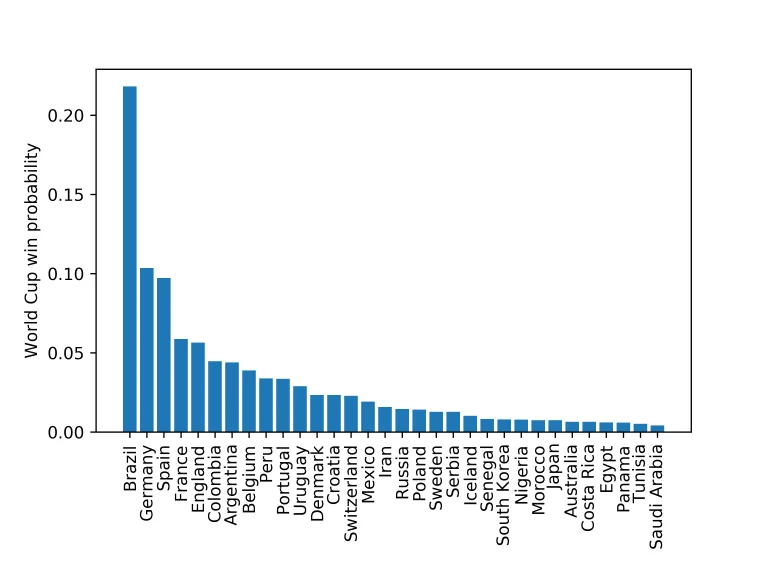 World Cup win probability
0.20
0.15
0.10
0.05
0.00
Brazil
Germany
Spain
France
England
Colombia
Argentina
Belgium
Peru
Portugal
Uruguay
Denmark
Croatia
Switzerland
Mexico
Iran
Russia
Poland
Sweden
Serbia
Iceland
Senegal
South Korea
Nigeria
Morocco
Japan
Australia
Costa Rica
Egypt
Panama
Tunisia
Saudi Arabia